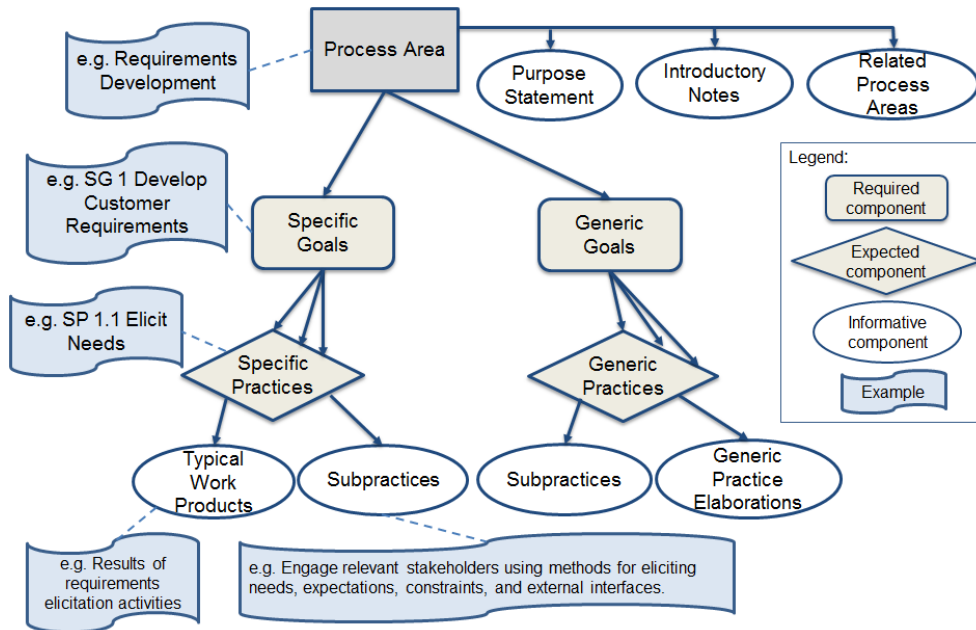 e.g. Requirements
Development
Process Area
Purpose
Statement
Introductory
Notes
Related
Process
Areas
Legend:
Required
component
Expected
component
Informative
component
Example
e.g. SG 1 Develop
Customer
Requirements
Specific
Goals
Generic
Goals
e.g. SP 1.1 Elicit
Needs
Specific
Practices
Generic
Practices
Typical
Work
Products
Subpractices
Subpractices
Generic
Practice
Elaborations
e.g. Results of
requirements
elicitation activities
e.g. Engage relevant stakeholders using methods for eliciting
needs, expectations, constraints, and external interfaces.